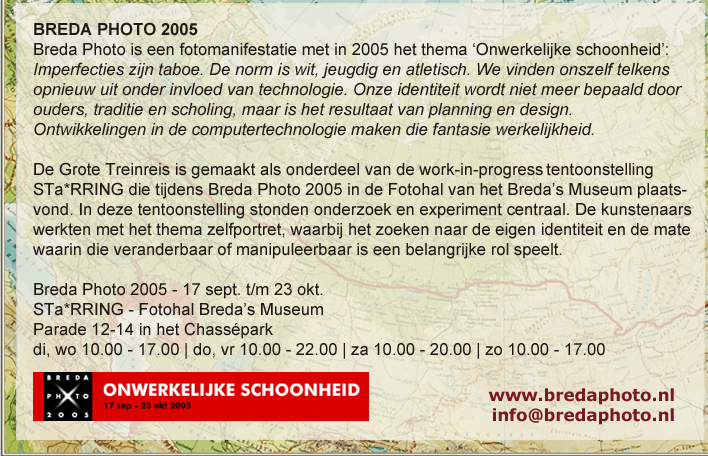 BREDA PHOTO 2005
Breda Photo is een fotomanifestatie met in 2005 het thema ‘Onwerkelijke schoonheid’:
Imperfecties zijn taboe. De norm is wit, jeugdig en atletisch. We vinden onszelf telkens
opnieuw uit onder invloed van technologie. Onze identiteit wordt niet meer bepaald door
ouders, traditie en scholing, maar is het resultaat van planning en design.
Ontwikkelingen in de computertechnologie maken die fantasie werkelijkheid.

De Grote Treinreis is gemaakt als onderdeel van de work-in-progress tentoonstelling
STa*RRING die tijdens Breda Photo 2005 in de Fotohal van het Breda’s Museum plaats-
vond. In deze tentoonstelling stonden onderzoek en experiment centraal. De kunstenaars
werkten met het thema zelfportret, waarbij het zoeken naar de eigen identiteit en de mate
waarin die veranderbaar of manipuleerbaar is een belangrijke rol speelt.

Breda Photo 2005 - 17 sept. t/m 23 okt.
STa*RRING - Fotohal Breda’s Museum
Parade 12-14 in het Chassépark
di, wo 10.00 - 17.00 | do, vr 10.00 - 22.00 | za 10.00 - 20.00 | zo 10.00 - 17.00

BREDA
PHOTO
2005
ONWERKELIJKE SCHOONHEID
17 sep - 23 okt 2005
www.bredaphoto.nl
info@bredaphoto.nl